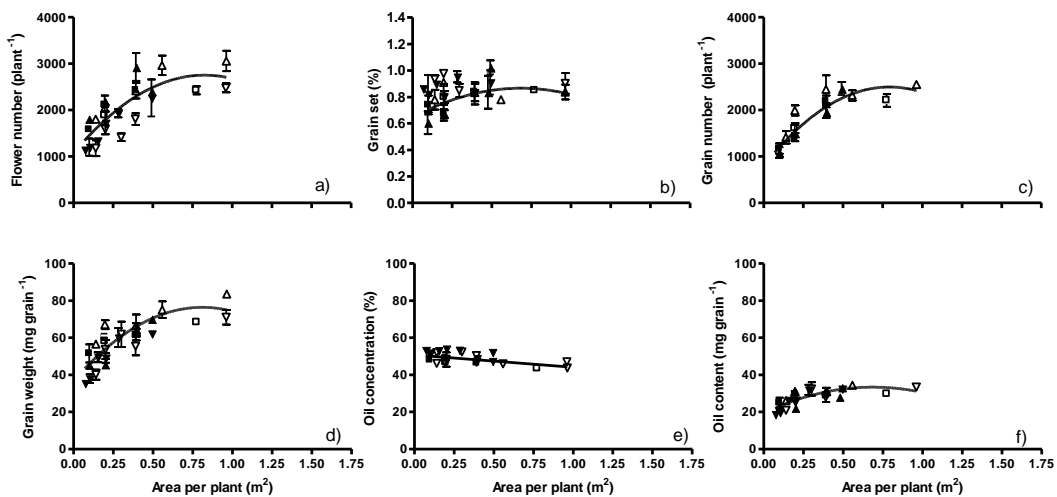 Flower number (plant⁻¹)
4000
3000
2000
1000
0
a)
Grain set (%)
1.4
1.2
1.0
0.8
0.6
0.4
0.2
0.0
b)
Grain number (plant⁻¹)
4000
3000
2000
1000
0
c)
Grain weight (mg grain⁻¹)
100
80
60
40
20
0
d)
0.00 0.25 0.50 0.75 1.00 1.25 1.50 1.75
Area per plant (m²)
Oil concentration (%)
100
80
60
40
20
0
e)
0.00 0.25 0.50 0.75 1.00 1.25 1.50 1.75
Area per plant (m²)
Oil content (mg grain⁻¹)
100
80
60
40
20
0
f)
0.00 0.25 0.50 0.75 1.00 1.25 1.50 1.75
Area per plant (m²)